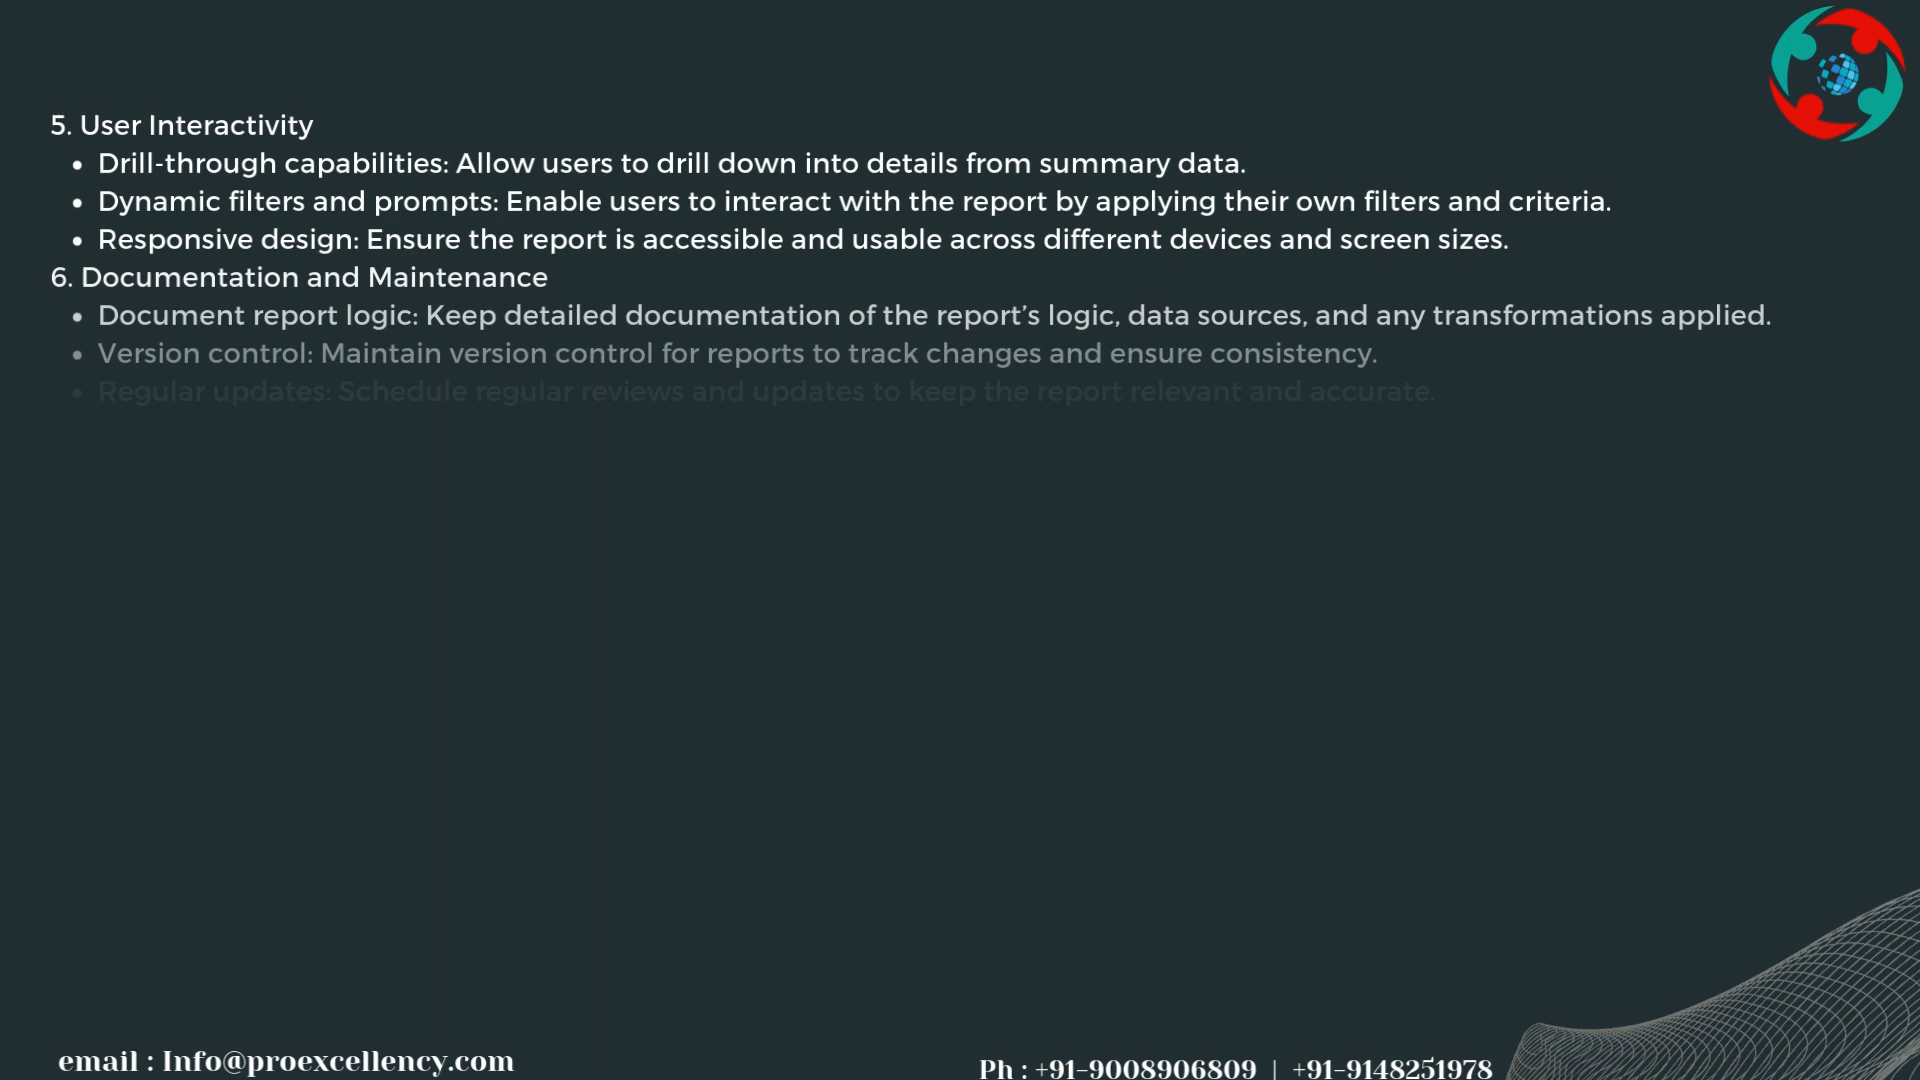 5. User Interactivity
• Drill-through capabilities: Allow users to drill down into details from summary data.
• Dynamic filters and prompts: Enable users to interact with the report by applying their own filters and criteria.
• Responsive design: Ensure the report is accessible and usable across different devices and screen sizes.
6. Documentation and Maintenance
• Document report logic: Keep detailed documentation of the report’s logic, data sources, and any transformations applied.
• Version control: Maintain version control for reports to track changes and ensure consistency.
• Regular updates: Schedule regular reviews and updates to keep the report relevant and accurate.
email : Info@proexcellency.com
Ph : +91-9008906809 | +91-9148251978